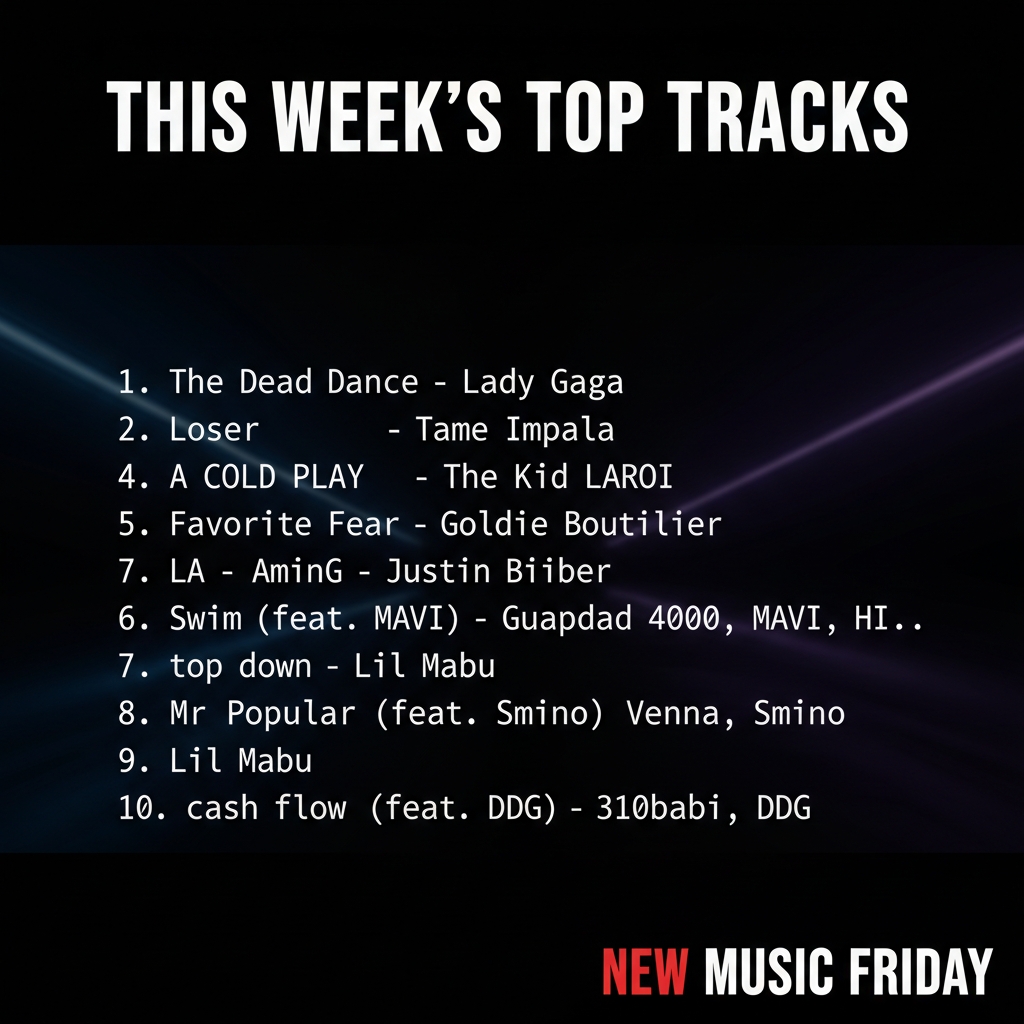 THIS WEEK'S TOP TRACKS
1. The Dead Dance - Lady Gaga
2. Loser - Tame Impala
4. A COLD PLAY - The Kid LAROI
5. Favorite Fear - Goldie Boutilier
7. LA - AminG - Justin Biiber
6. Swim (feat. MAVI) - Guapdad 4000, MAVI, HI..
7. top down - Lil Mabu
8. Mr Popular (feat. Smino) Venna, Smino
9. Lil Mabu
10. cash flow (feat. DDG) - 310babi, DDG
NEW MUSIC FRIDAY